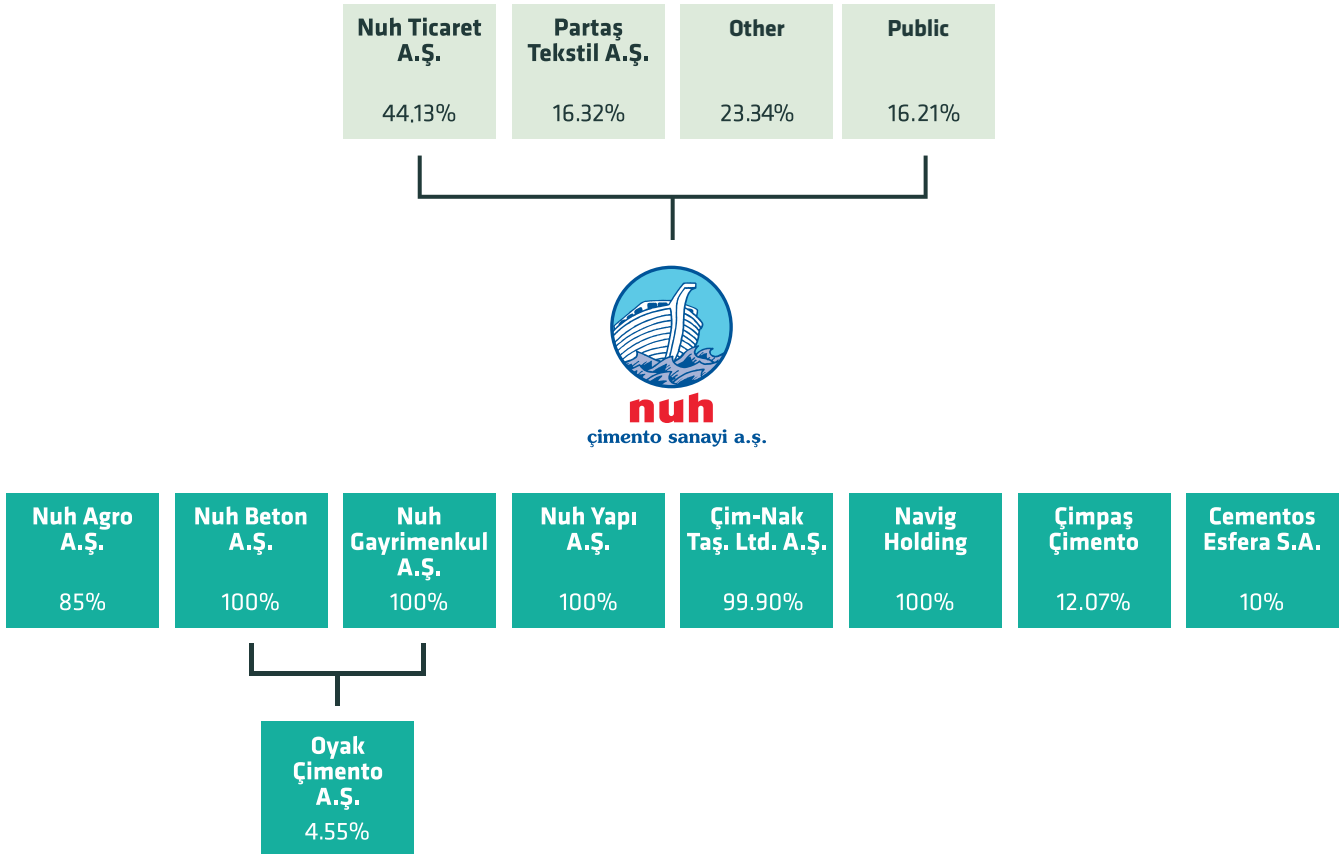 Nuh Ticaret
A.Ş.
44,13%
Partaş
Tekstil A.Ş.
16.32%
Other
23.34%
Public
16.21%
nuh
çimento sanayi a.ş.
Nuh Agro
A.Ş.
85%
Nuh Beton
A.Ş.
100%
Nuh
Gayrimenkul
A.Ş.
100%
Nuh Yapı
A.Ş.
100%
Çim-Nak
Taş. Ltd. A.Ş.
99.90%
Navig
Holding
100%
Çimpaş
Çimento
12.07%
Cementos
Esfera S.A.
10%
Oyak
Çimento
A.Ş.
4.55%